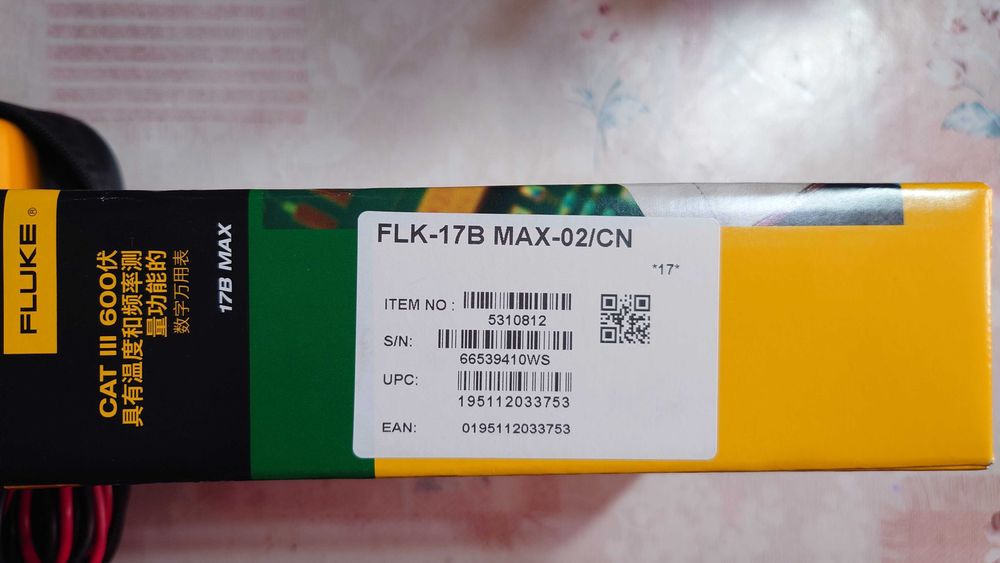 FLUKE®
CAT III 600伏
具有温度和频率测
量功能的
数字万用表
17B MAX
FLK-17B MAX-02/CN
*17*
ITEM NO :
5310812
S/N:
66539410WS
UPC:
195112033753
EAN: 0195112033753